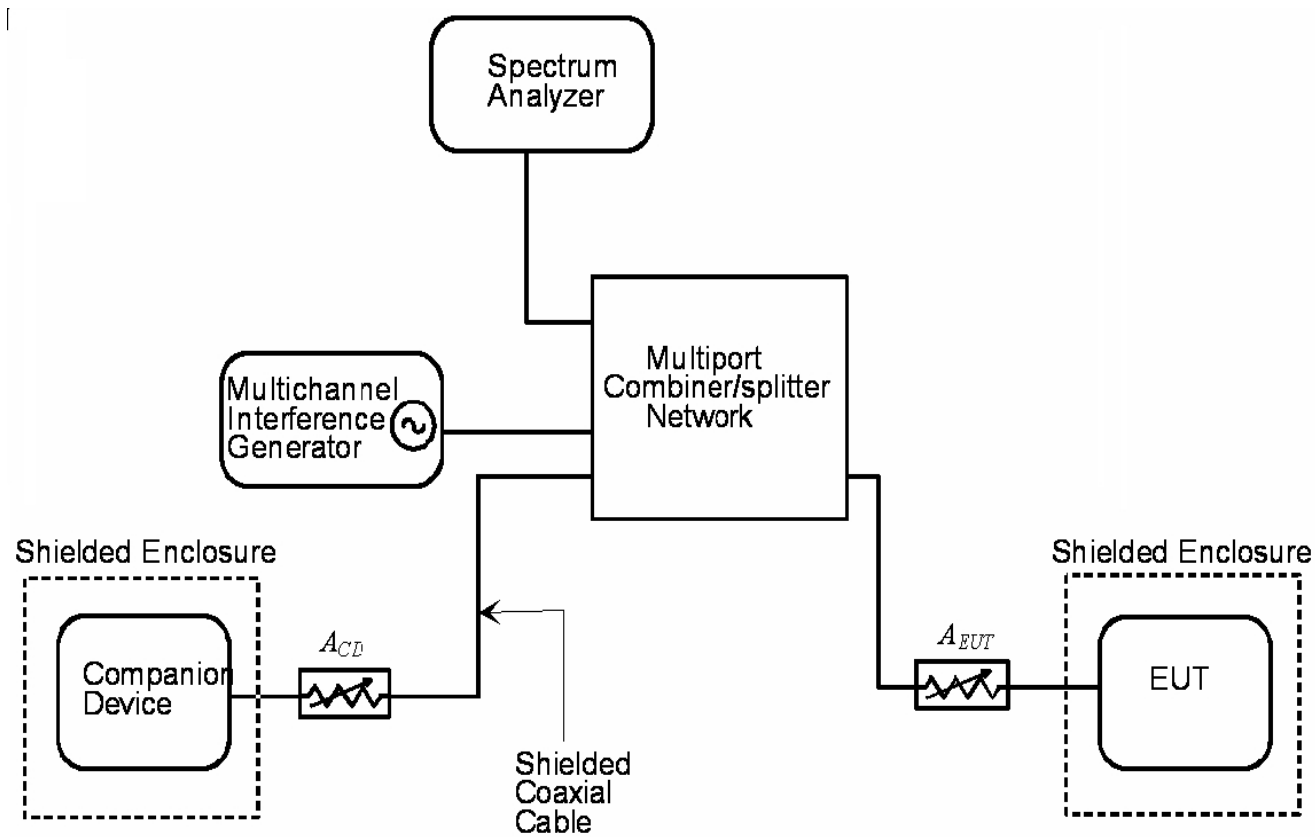 Spectrum
Analyzer
Multiport
Combiner/splitter
Network
Multichannel
Interference
Generator
Shielded Enclosure
Shielded Enclosure
Companion
Device
A_CD
A_EUT
EUT
Shielded
Coaxial
Cable